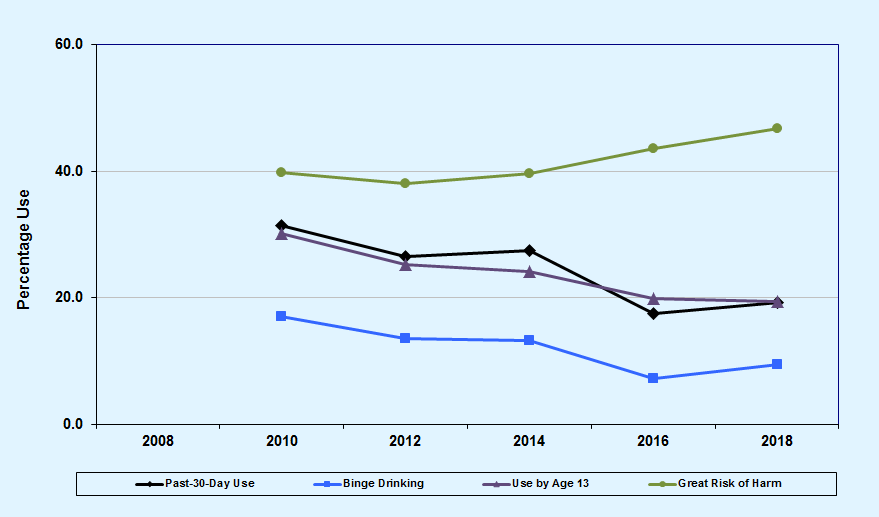 60.0
40.0
20.0
0.0
Percentage Use
2008 2010 2012 2014 2016 2018
Past-30-Day Use Binge Drinking Use by Age 13 Great Risk of Harm